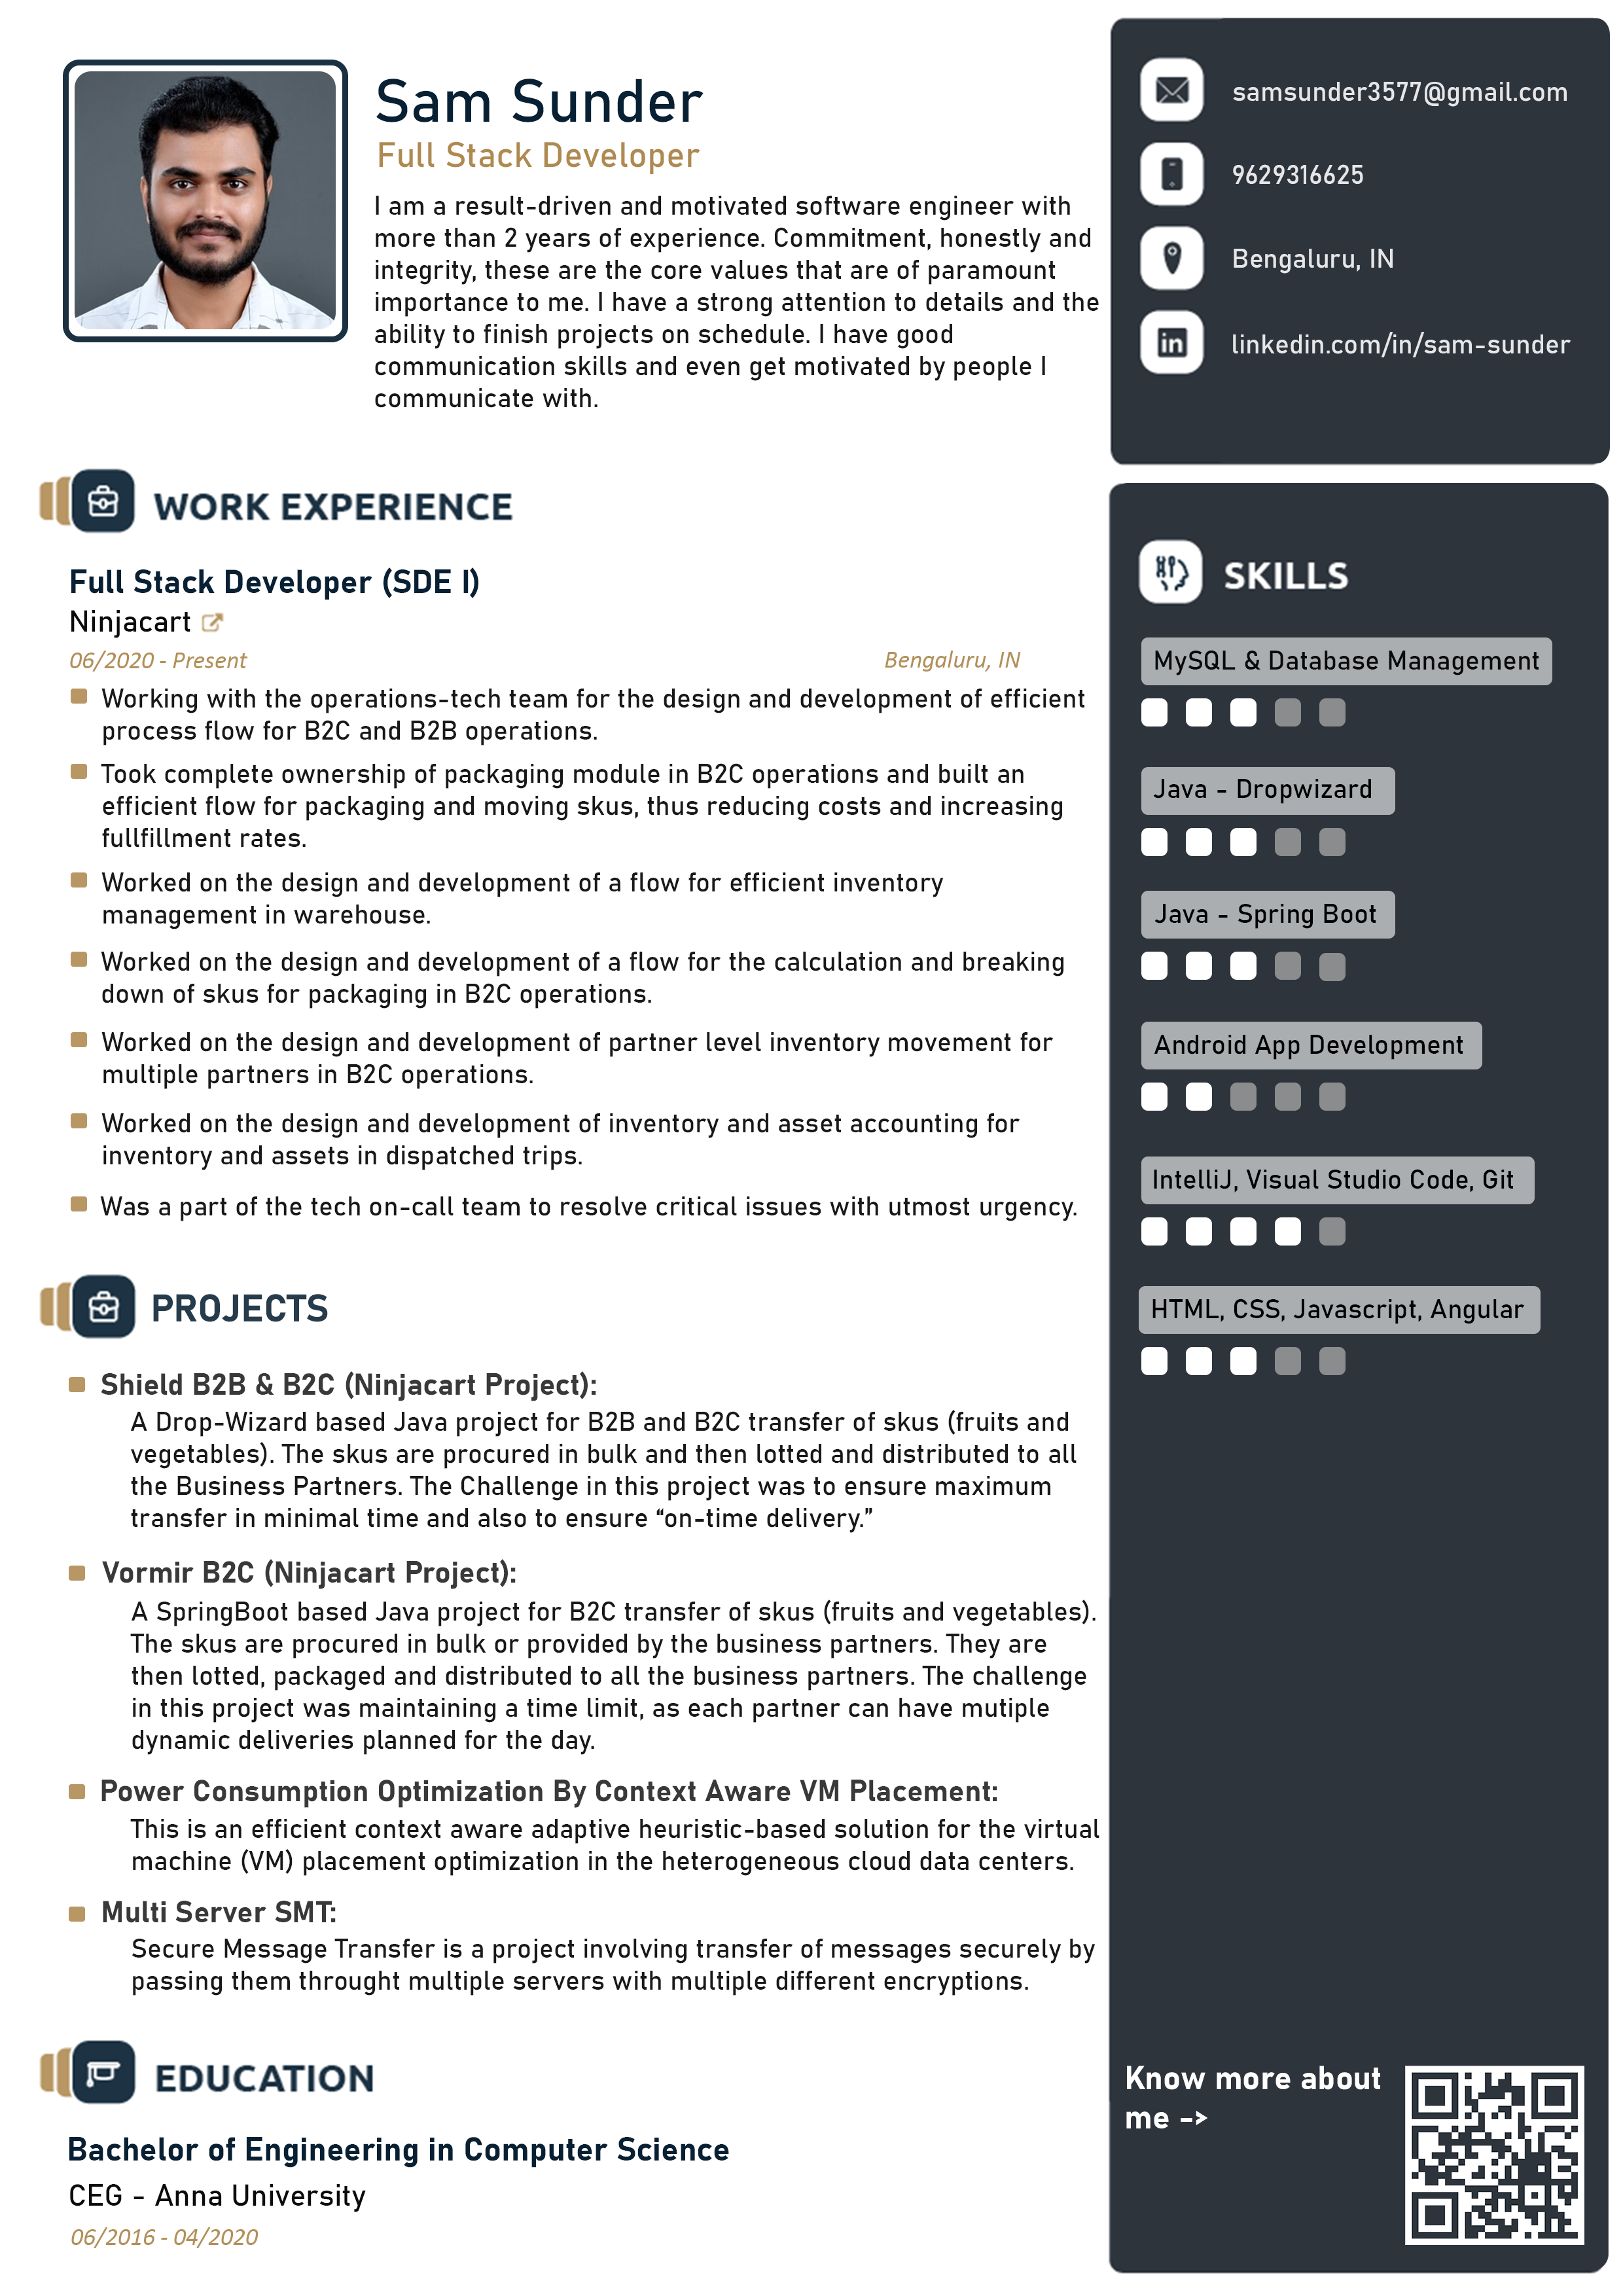 Sam Sunder
Full Stack Developer
I am a result-driven and motivated software engineer with
more than 2 years of experience. Commitment, honestly and
integrity, these are the core values that are of paramount
importance to me. I have a strong attention to details and the
ability to finish projects on schedule. I have good
communication skills and even get motivated by people I
communicate with.
samsunder3577@gmail.com
9629316625
Bengaluru, IN
in
linkedin.com/in/sam-sunder
WORK EXPERIENCE
Full Stack Developer (SDE I)
Ninjacart
06/2020 - Present
Bengaluru, IN
Working with the operations-tech team for the design and development of efficient
process flow for B2C and B2B operations.
Took complete ownership of packaging module in B2C operations and built an
efficient flow for packaging and moving skus, thus reducing costs and increasing
fullfillment rates.
Worked on the design and development of a flow for efficient inventory
management in warehouse.
Worked on the design and development of a flow for the calculation and breaking
down of skus for packaging in B2C operations.
Worked on the design and development of partner level inventory movement for
multiple partners in B2C operations.
Worked on the design and development of inventory and asset accounting for
inventory and assets in dispatched trips.
Was a part of the tech on-call team to resolve critical issues with utmost urgency.
PROJECTS
Shield B2B & B2C (Ninjacart Project):
A Drop-Wizard based Java project for B2B and B2C transfer of skus (fruits and
vegetables). The skus are procured in bulk and then lotted and distributed to all
the Business Partners. The Challenge in this project was to ensure maximum
transfer in minimal time and also to ensure “on-time delivery.”
Vormir B2C (Ninjacart Project):
A SpringBoot based Java project for B2C transfer of skus (fruits and vegetables).
The skus are procured in bulk or provided by the business partners. They are
then lotted, packaged and distributed to all the business partners. The challenge
in this project was maintaining a time limit, as each partner can have mutiple
dynamic deliveries planned for the day.
Power Consumption Optimization By Context Aware VM Placement:
This is an efficient context aware adaptive heuristic-based solution for the virtual
machine (VM) placement optimization in the heterogeneous cloud data centers.
Multi Server SMT:
Secure Message Transfer is a project involving transfer of messages securely by
passing them throught multiple servers with multiple different encryptions.
EDUCATION
Bachelor of Engineering in Computer Science
CEG - Anna University
06/2016 - 04/2020
SKILLS
MySQL & Database Management
Java - Dropwizard
Java - Spring Boot
Android App Development
IntelliJ, Visual Studio Code, Git
HTML, CSS, Javascript, Angular
Know more about
me ->